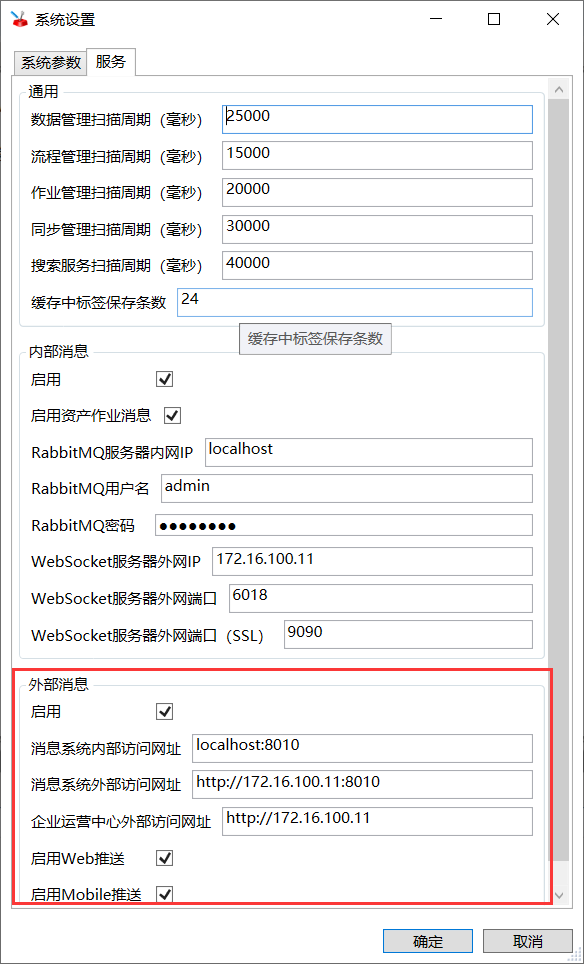 系统设置
系统参数 服务
通用
数据管理扫描周期（毫秒） 25000
流程管理扫描周期（毫秒） 15000
作业管理扫描周期（毫秒） 20000
同步管理扫描周期（毫秒） 30000
搜索服务扫描周期（毫秒） 40000
缓存中标签保存条数 24
缓存中标签保存条数
内部消息
启用
启用资产作业消息
RabbitMQ服务器内网IP localhost
RabbitMQ用户名 admin
RabbitMQ密码 ●●●●●●●●
WebSocket服务器外网IP 172.16.100.11
WebSocket服务器外网端口 6018
WebSocket服务器外网端口（SSL） 9090
外部消息
启用
消息系统内部访问网址 localhost:8010
消息系统外部访问网址 http://172.16.100.11:8010
企业运营中心外部访问网址 http://172.16.100.11
启用Web推送
启用Mobile推送
确定 取消